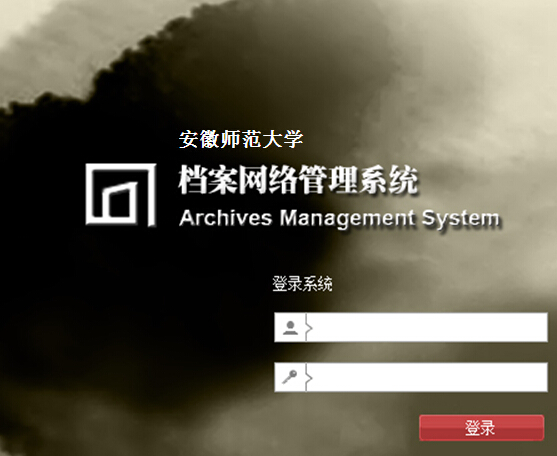 安徽师范大学
档案网络管理系统
Archives Management System
登录系统
登录